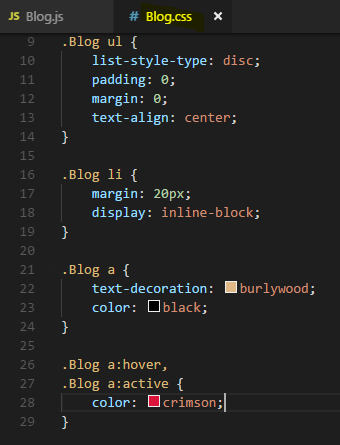 JS Blog.js # Blog.css ×
9 .Blog ul {
10 list-style-type: disc;
11 padding: 0;
12 margin: 0;
13 text-align: center;
14 }
15
16 .Blog li {
17 margin: 20px;
18 display: inline-block;
19 }
20
21 .Blog a {
22 text-decoration: burlywood;
23 color: black;
24 }
25
26 .Blog a:hover,
27 .Blog a:active {
28 color: crimson;
29 }